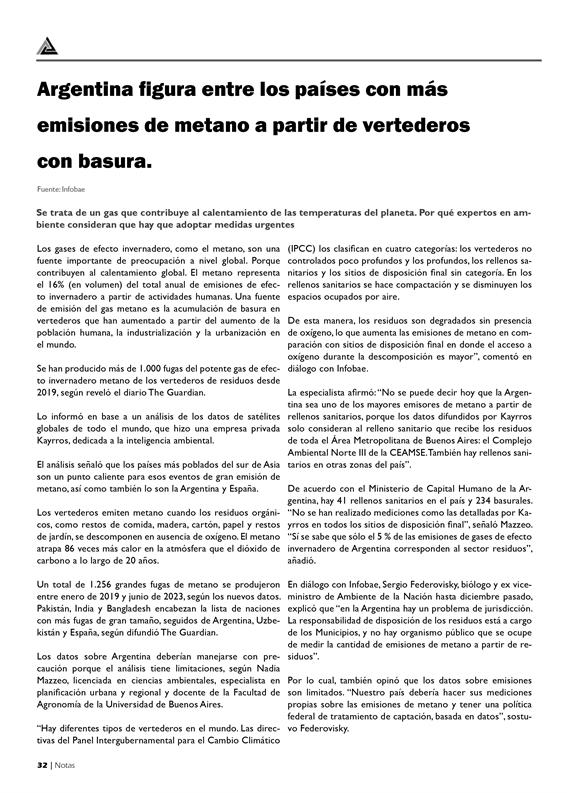 Argentina figura entre los países con más
emisiones de metano a partir de vertederos
con basura.
Fuente: Infobae
Se trata de un gas que contribuye al calentamiento de las temperaturas del planeta. Por qué expertos en am-
biente consideran que hay que adoptar medidas urgentes
Los gases de efecto invernadero, como el metano, son una
fuente importante de preocupación a nivel global. Porque
contribuyen al calentamiento global. El metano representa
el 16% (en volumen) del total anual de emisiones de efec-
to invernadero a partir de actividades humanas. Una fuente
de emisión del gas metano es la acumulación de basura en
vertederos que han aumentado a partir del aumento de la
población humana, la industrialización y la urbanización en
el mundo.
Se han producido más de 1.000 fugas del potente gas de efec-
to invernadero metano de los vertederos de residuos desde
2019, según reveló el diario The Guardian.
Lo informó en base a un análisis de los datos de satélites
globales de todo el mundo, que hizo una empresa privada
Kayrros, dedicada a la inteligencia ambiental.
El análisis señaló que los países más poblados del sur de Asia
son un punto caliente para esos eventos de gran emisión de
metano, así como también lo son la Argentina y España.
Los vertederos emiten metano cuando los residuos orgáni-
cos, como restos de comida, madera, cartón, papel y restos
de jardín, se descomponen en ausencia de oxígeno. El metano
atrapa 86 veces más calor en la atmósfera que el dióxido de
carbono a lo largo de 20 años.
Un total de 1.256 grandes fugas de metano se produjeron
entre enero de 2019 y junio de 2023, según los nuevos datos.
Pakistán, India y Bangladesh encabezan la lista de naciones
con más fugas de gran tamaño, seguidos de Argentina, Uzbe-
kistán y España, según difundió The Guardian.
Los datos sobre Argentina deberían manejarse con pre-
caución porque el análisis tiene limitaciones, según Nadia
Mazzeo, licenciada en ciencias ambientales, especialista en
planificación urbana y regional y docente de la Facultad de
Agronomía de la Universidad de Buenos Aires.
“Hay diferentes tipos de vertederos en el mundo. Las direc-
tivas del Panel Intergubernamental para el Cambio Climático
(IPCC) los clasifican en cuatro categorías: los vertederos no
controlados poco profundos y los profundos, los rellenos sa-
nitarios y los sitios de disposición final sin categoría. En los
rellenos sanitarios se hace compactación y se disminuyen los
espacios ocupados por aire.
De esta manera, los residuos son degradados sin presencia
de oxígeno, lo que aumenta las emisiones de metano en com-
paración con sitios de disposición final en donde el acceso a
oxígeno durante la descomposición es mayor”, comentó en
diálogo con Infobae.
La especialista afirmó: “No se puede decir hoy que la Argen-
tina sea uno de los mayores emisores de metano a partir de
rellenos sanitarios, porque los datos difundidos por Kayrros
solo consideran al relleno sanitario que recibe los residuos
de toda el Área Metropolitana de Buenos Aires: el Complejo
Ambiental Norte III de la CEAMSE. También hay rellenos sani-
tarios en otras zonas del país”.
De acuerdo con el Ministerio de Capital Humano de la Ar-
gentina, hay 41 rellenos sanitarios en el país y 234 basurales.
“No se han realizado mediciones como las detalladas por Ka-
yrros en todos los sitios de disposición final”, señaló Mazzeo.
“Sí se sabe que sólo el 5 % de las emisiones de gases de efecto
invernadero de Argentina corresponden al sector residuos”,
añadió.
En diálogo con Infobae, Sergio Federovisky, biólogo y ex vice-
ministro de Ambiente de la Nación hasta diciembre pasado,
explicó que “en la Argentina hay un problema de jurisdicción.
La responsabilidad de disposición de los residuos está a cargo
de los Municipios, y no hay organismo público que se ocupe
de medir la cantidad de emisiones de metano a partir de re-
siduos”.
Por lo cual, también opinó que los datos sobre emisiones
son limitados. “Nuestro país debería hacer sus mediciones
propias sobre las emisiones de metano y tener una política
federal de tratamiento de captación, basada en datos”, sostu-
vo Federovisky.
32 | Notas